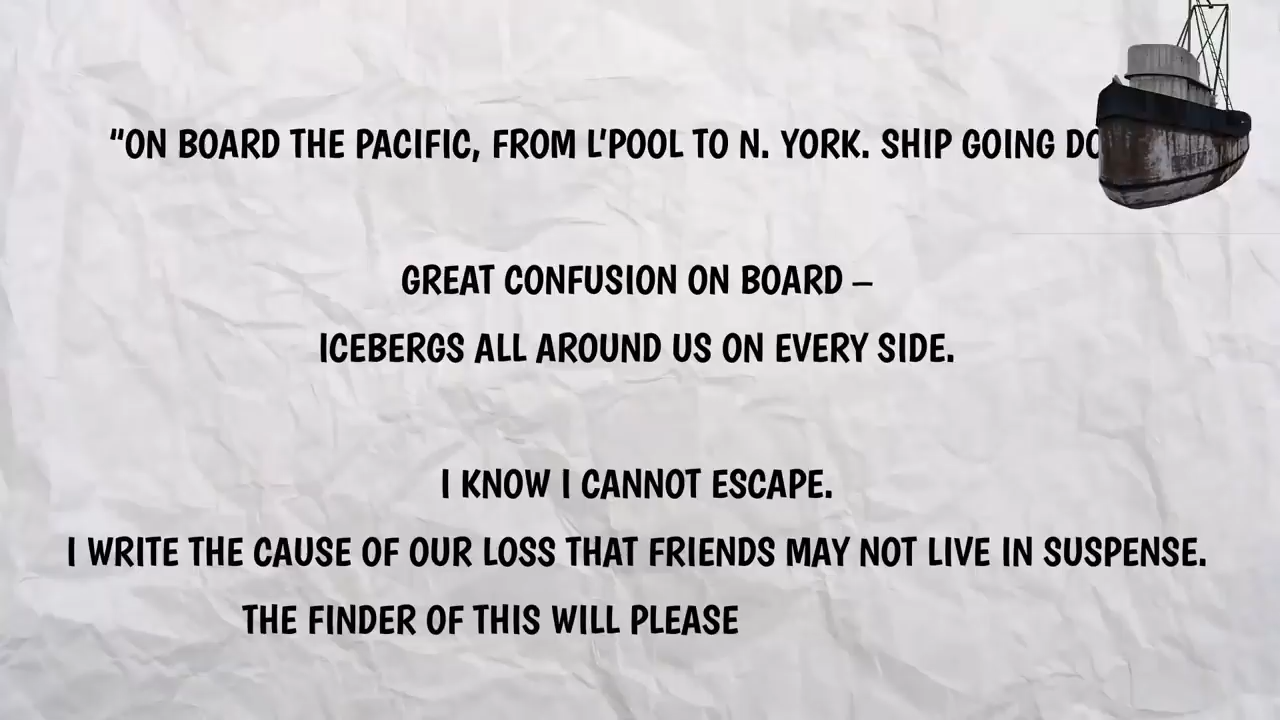 "ON BOARD THE PACIFIC, FROM L'POOL TO N. YORK. SHIP GOING
GREAT CONFUSION ON BOARD –
ICEBERGS ALL AROUND US ON EVERY SIDE.
I KNOW I CANNOT ESCAPE.
I WRITE THE CAUSE OF OUR LOSS THAT FRIENDS MAY NOT LIVE IN SUSPENSE.
THE FINDER OF THIS WILL PLEASE